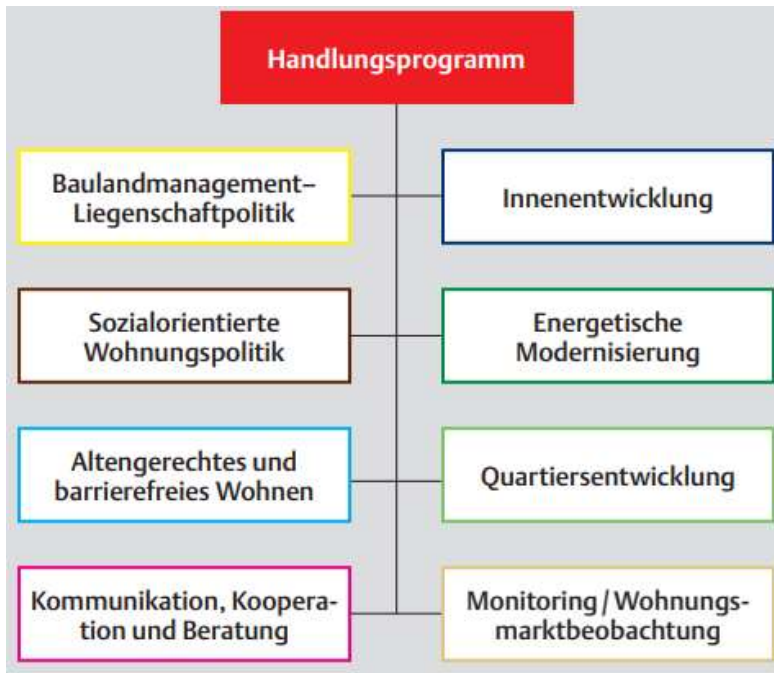 Handlungsprogramm
Baulandmanagement–
Liegenschaftpolitik
Innenentwicklung
Sozialorientierte
Wohnungspolitik
Energetische
Modernisierung
Altengerechtes und
barrierefreies Wohnen
Quartiersentwicklung
Kommunikation, Koopera-
tion und Beratung
Monitoring / Wohnungs-
marktbeobachtung